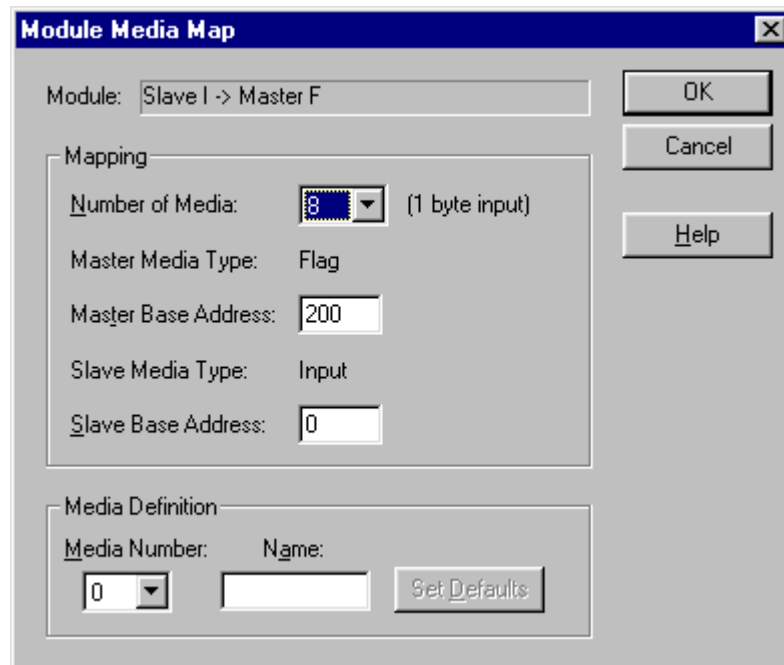 Module Media Map
Module: Slave I -> Master F
OK
Cancel
Help
Mapping
Number of Media: 8 (1 byte input)
Master Media Type: Flag
Master Base Address: 200
Slave Media Type: Input
Slave Base Address: 0
Media Definition
Media Number: Name:
0 Set Defaults